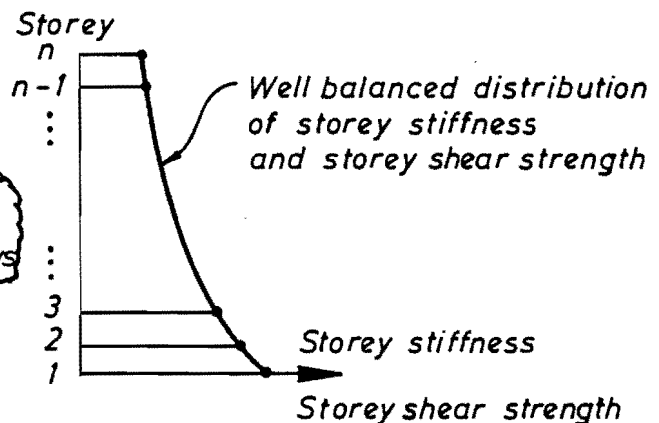 Storey
n
n-1
Well balanced distribution
of storey stiffness
and storey shear strength
s
3
2
Storey stiffness
1
Storey shear strength